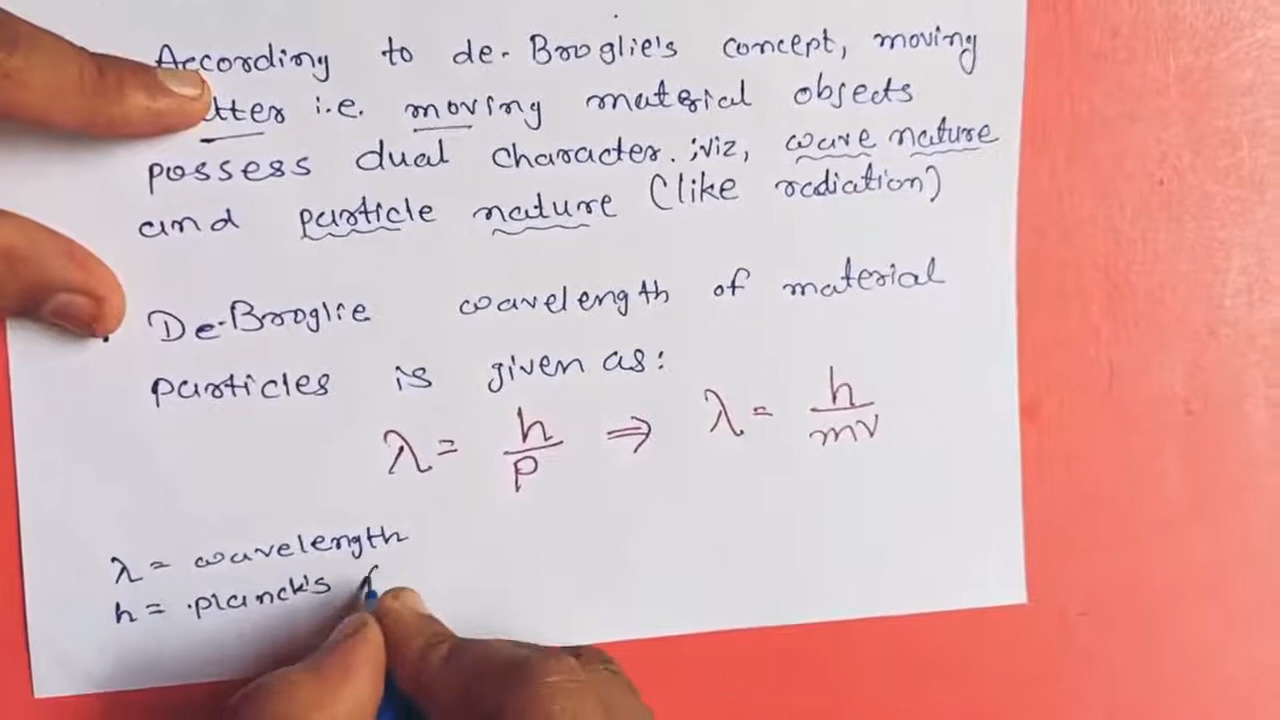 According to de-Broglie's concept, moving
i.e. moving material objects
possess dual character. ;viz, wave nature
and particle nature (like radiation)
De-Broglie wavelength of material
particles is given as:
λ = h/p ⇒ λ = h/mv
λ = wavelength
h = planck's